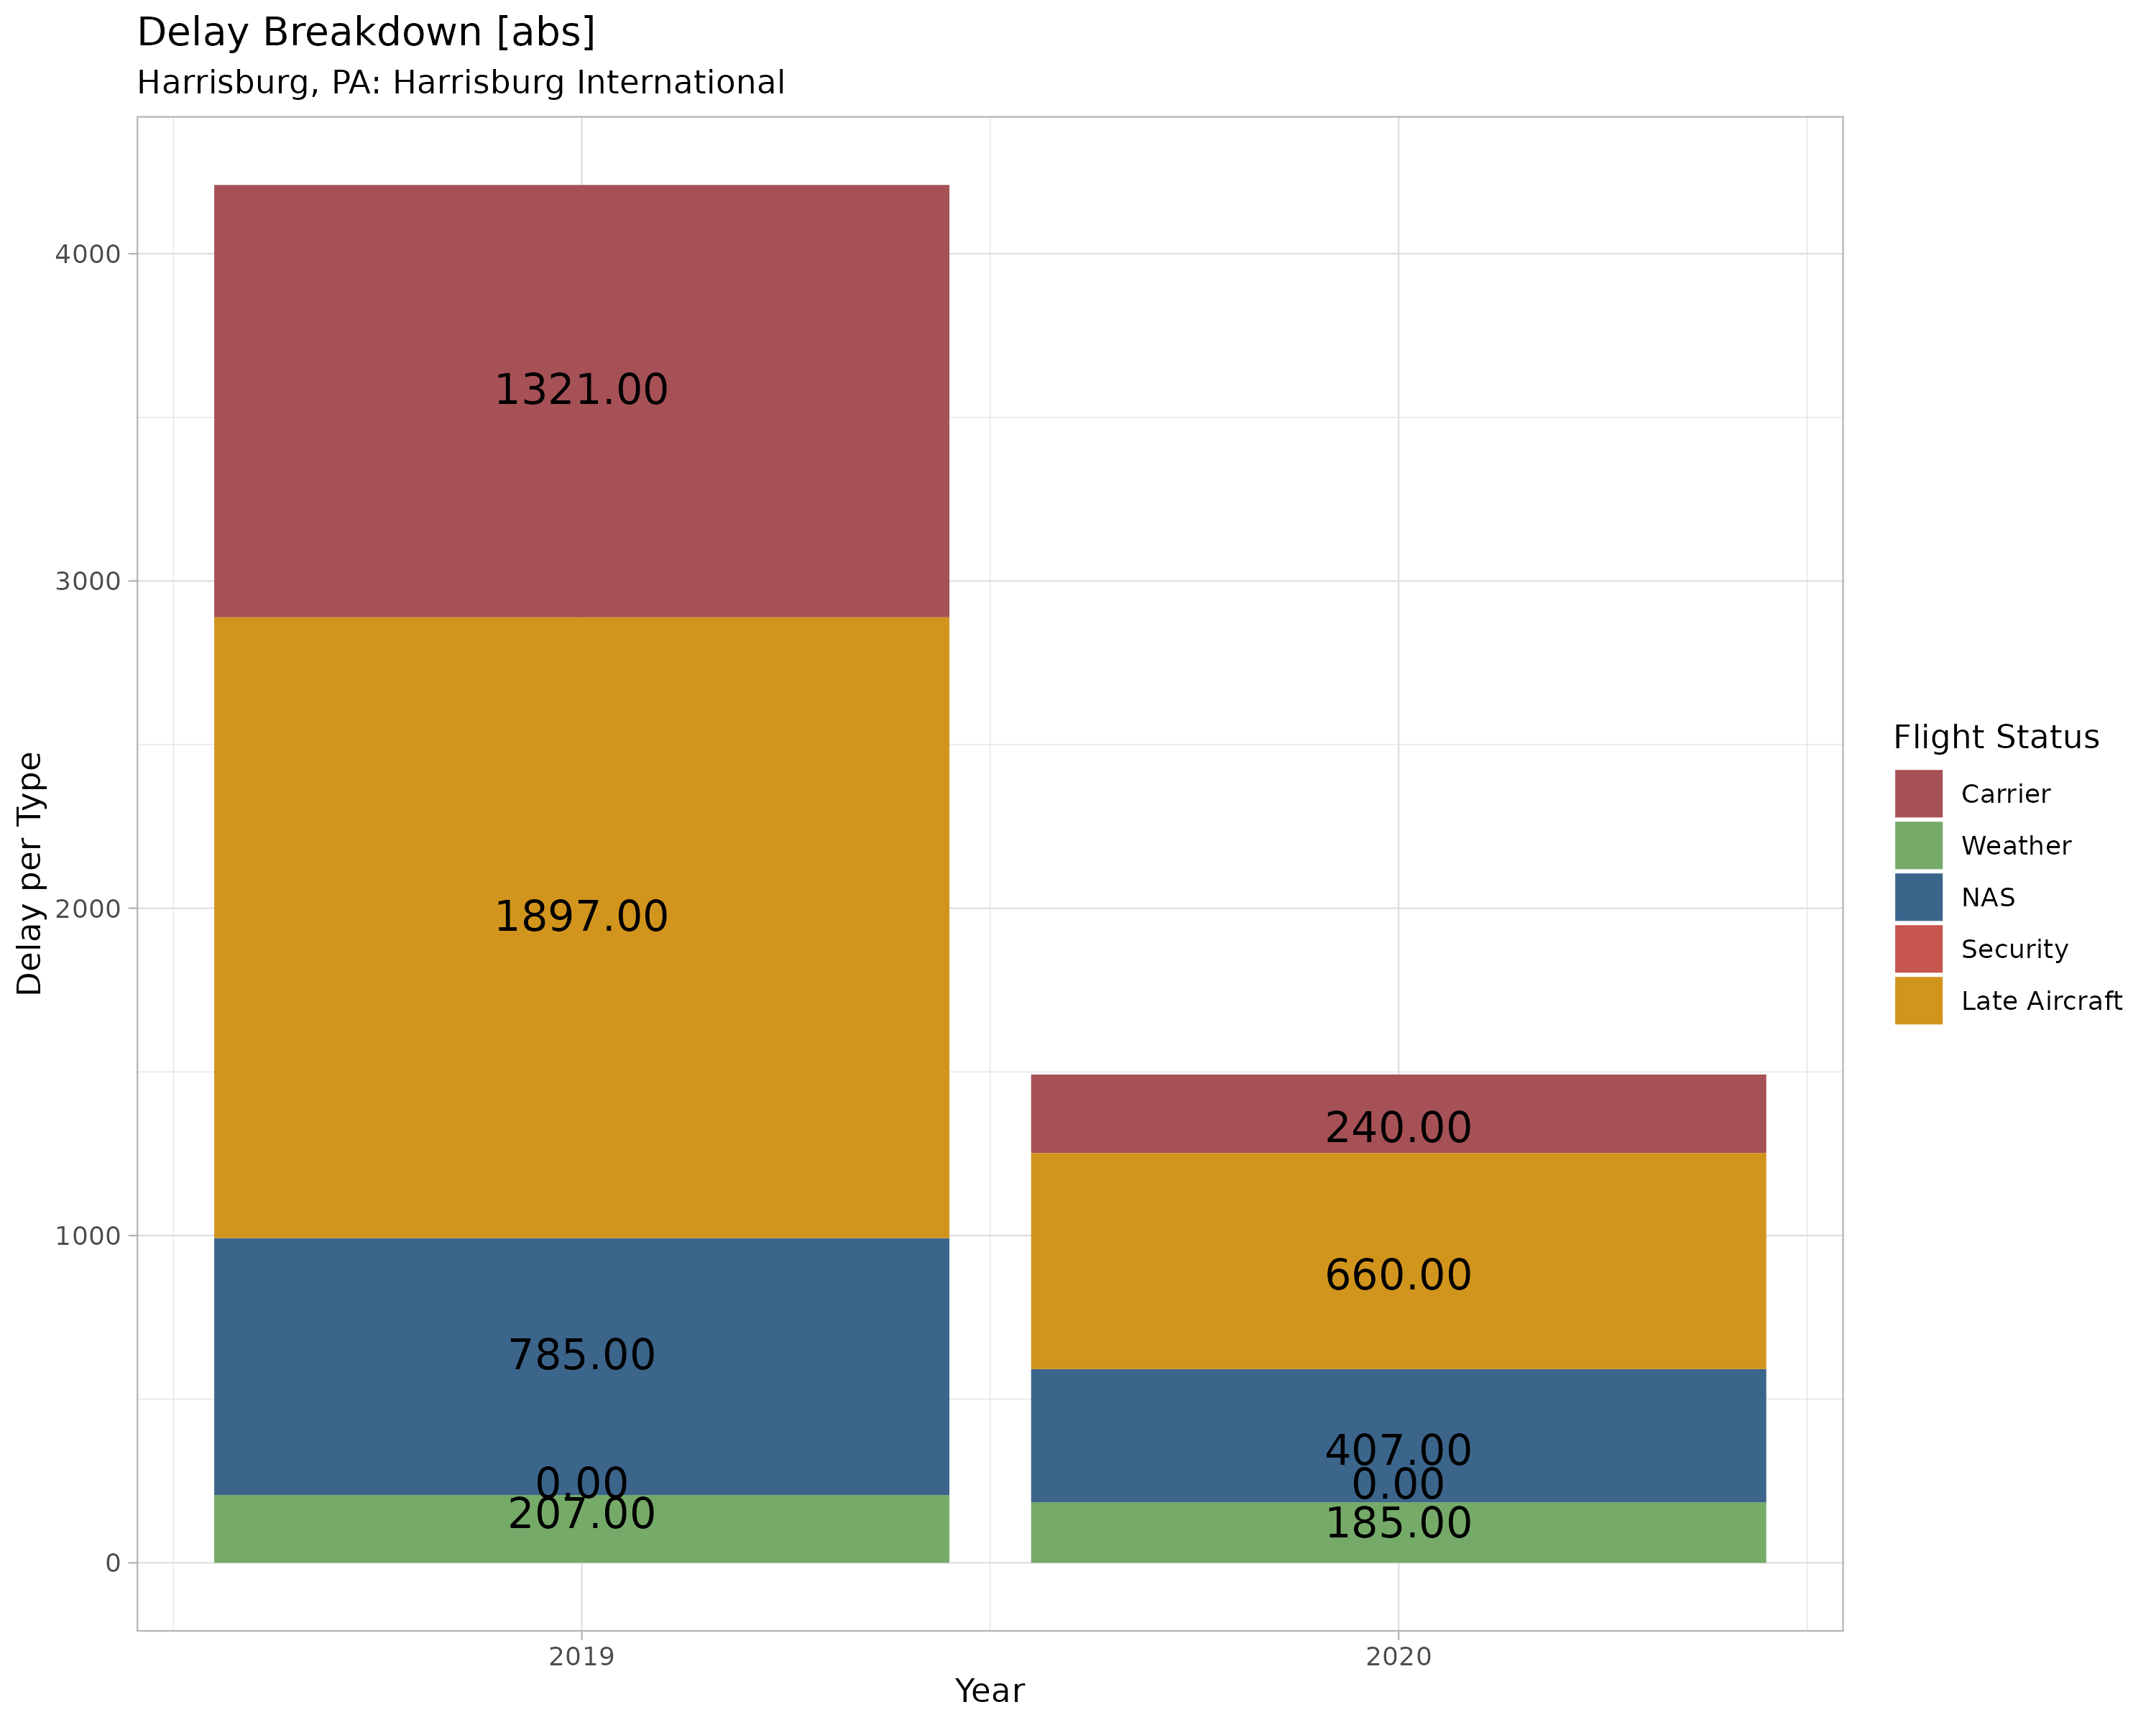 Delay Breakdown [abs]
Harrisburg, PA: Harrisburg International
Delay per Type
4000
3000
2000
1000
0
1321.00
1897.00
785.00
0.00
207.00
240.00
660.00
407.00
0.00
185.00
2019
2020
Year
Flight Status
Carrier
Weather
NAS
Security
Late Aircraft